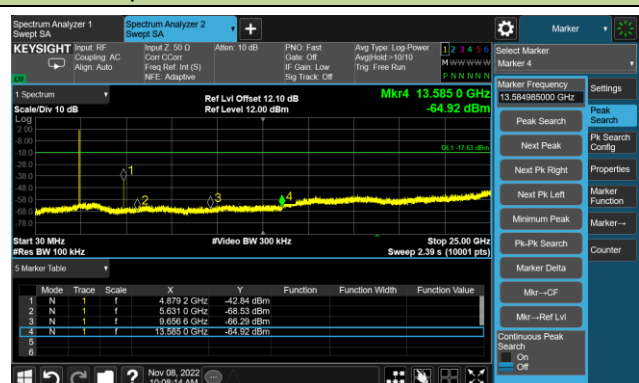 Spectrum Analyzer 1
Swept SA
Spectrum Analyzer 2
Swept SA
+
Marker
KEYSIGHT
Input: RF
Coupling: AC
Align: Auto
Input Z: 50 Ω
Corr CCorr
Freq Ref: Int (S)
NFE: Adaptive
Atten: 10 dB
PNO: Fast
Gate: Off
IF Gain: Low
Sig Track: Off
Avg Type: Log-Power
Avg|Hold:>10/10
Trig: Free Run
1 2 3 4 5 6
M W W W W W
P N N N N N
Select Marker
Marker 4
1 Spectrum
Scale/Div 10 dB
Log
Ref Lvl Offset 12.10 dB
Ref Level 12.00 dBm
Mkr4 13.585 0 GHz
-64.92 dBm
2.00
-8.00
-18.0
-28.0
-38.0
-48.0
-58.0
-68.0
-78.0
DL1 -17.63 dBm
1
2
3
4
Start 30 MHz
#Res BW 100 kHz
#Video BW 300 kHz
Stop 25.00 GHz
Sweep 2.39 s (10001 pts)
5 Marker Table
Mode Trace Scale X Y Function Function Width Function Value
1 N 1 f 4.879 2 GHz -42.84 dBm
2 N 1 f 5.631 0 GHz -68.53 dBm
3 N 1 f 9.656 6 GHz -66.29 dBm
4 N 1 f 13.585 0 GHz -64.92 dBm
5
6
Nov 08, 2022
10:08:14 AM
Marker Frequency
13.584985000 GHz
Peak Search
Next Peak
Next Pk Right
Next Pk Left
Minimum Peak
Pk-Pk Search
Marker Delta
Mkr→CF
Mkr→Ref Lvl
Continuous Peak
Search
On
Off
Settings
Peak
Search
Pk Search
Config
Properties
Marker
Function
Marker→
Counter